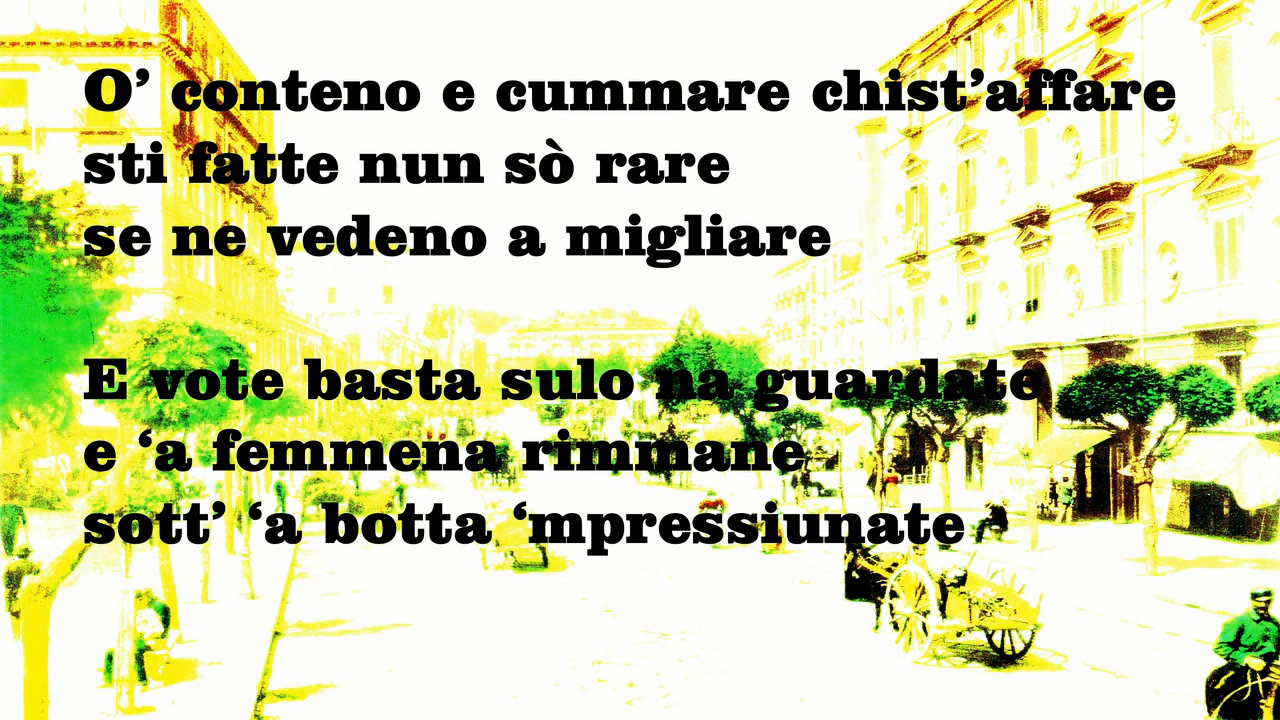 O’ conteno e cummare chist’affare
sti fatte nun sò rare
se ne vedeno a migliare
E vote basta sulo na guardate
e ‘a femmena rimmane
sott’ ‘a botta ‘mpressiunate